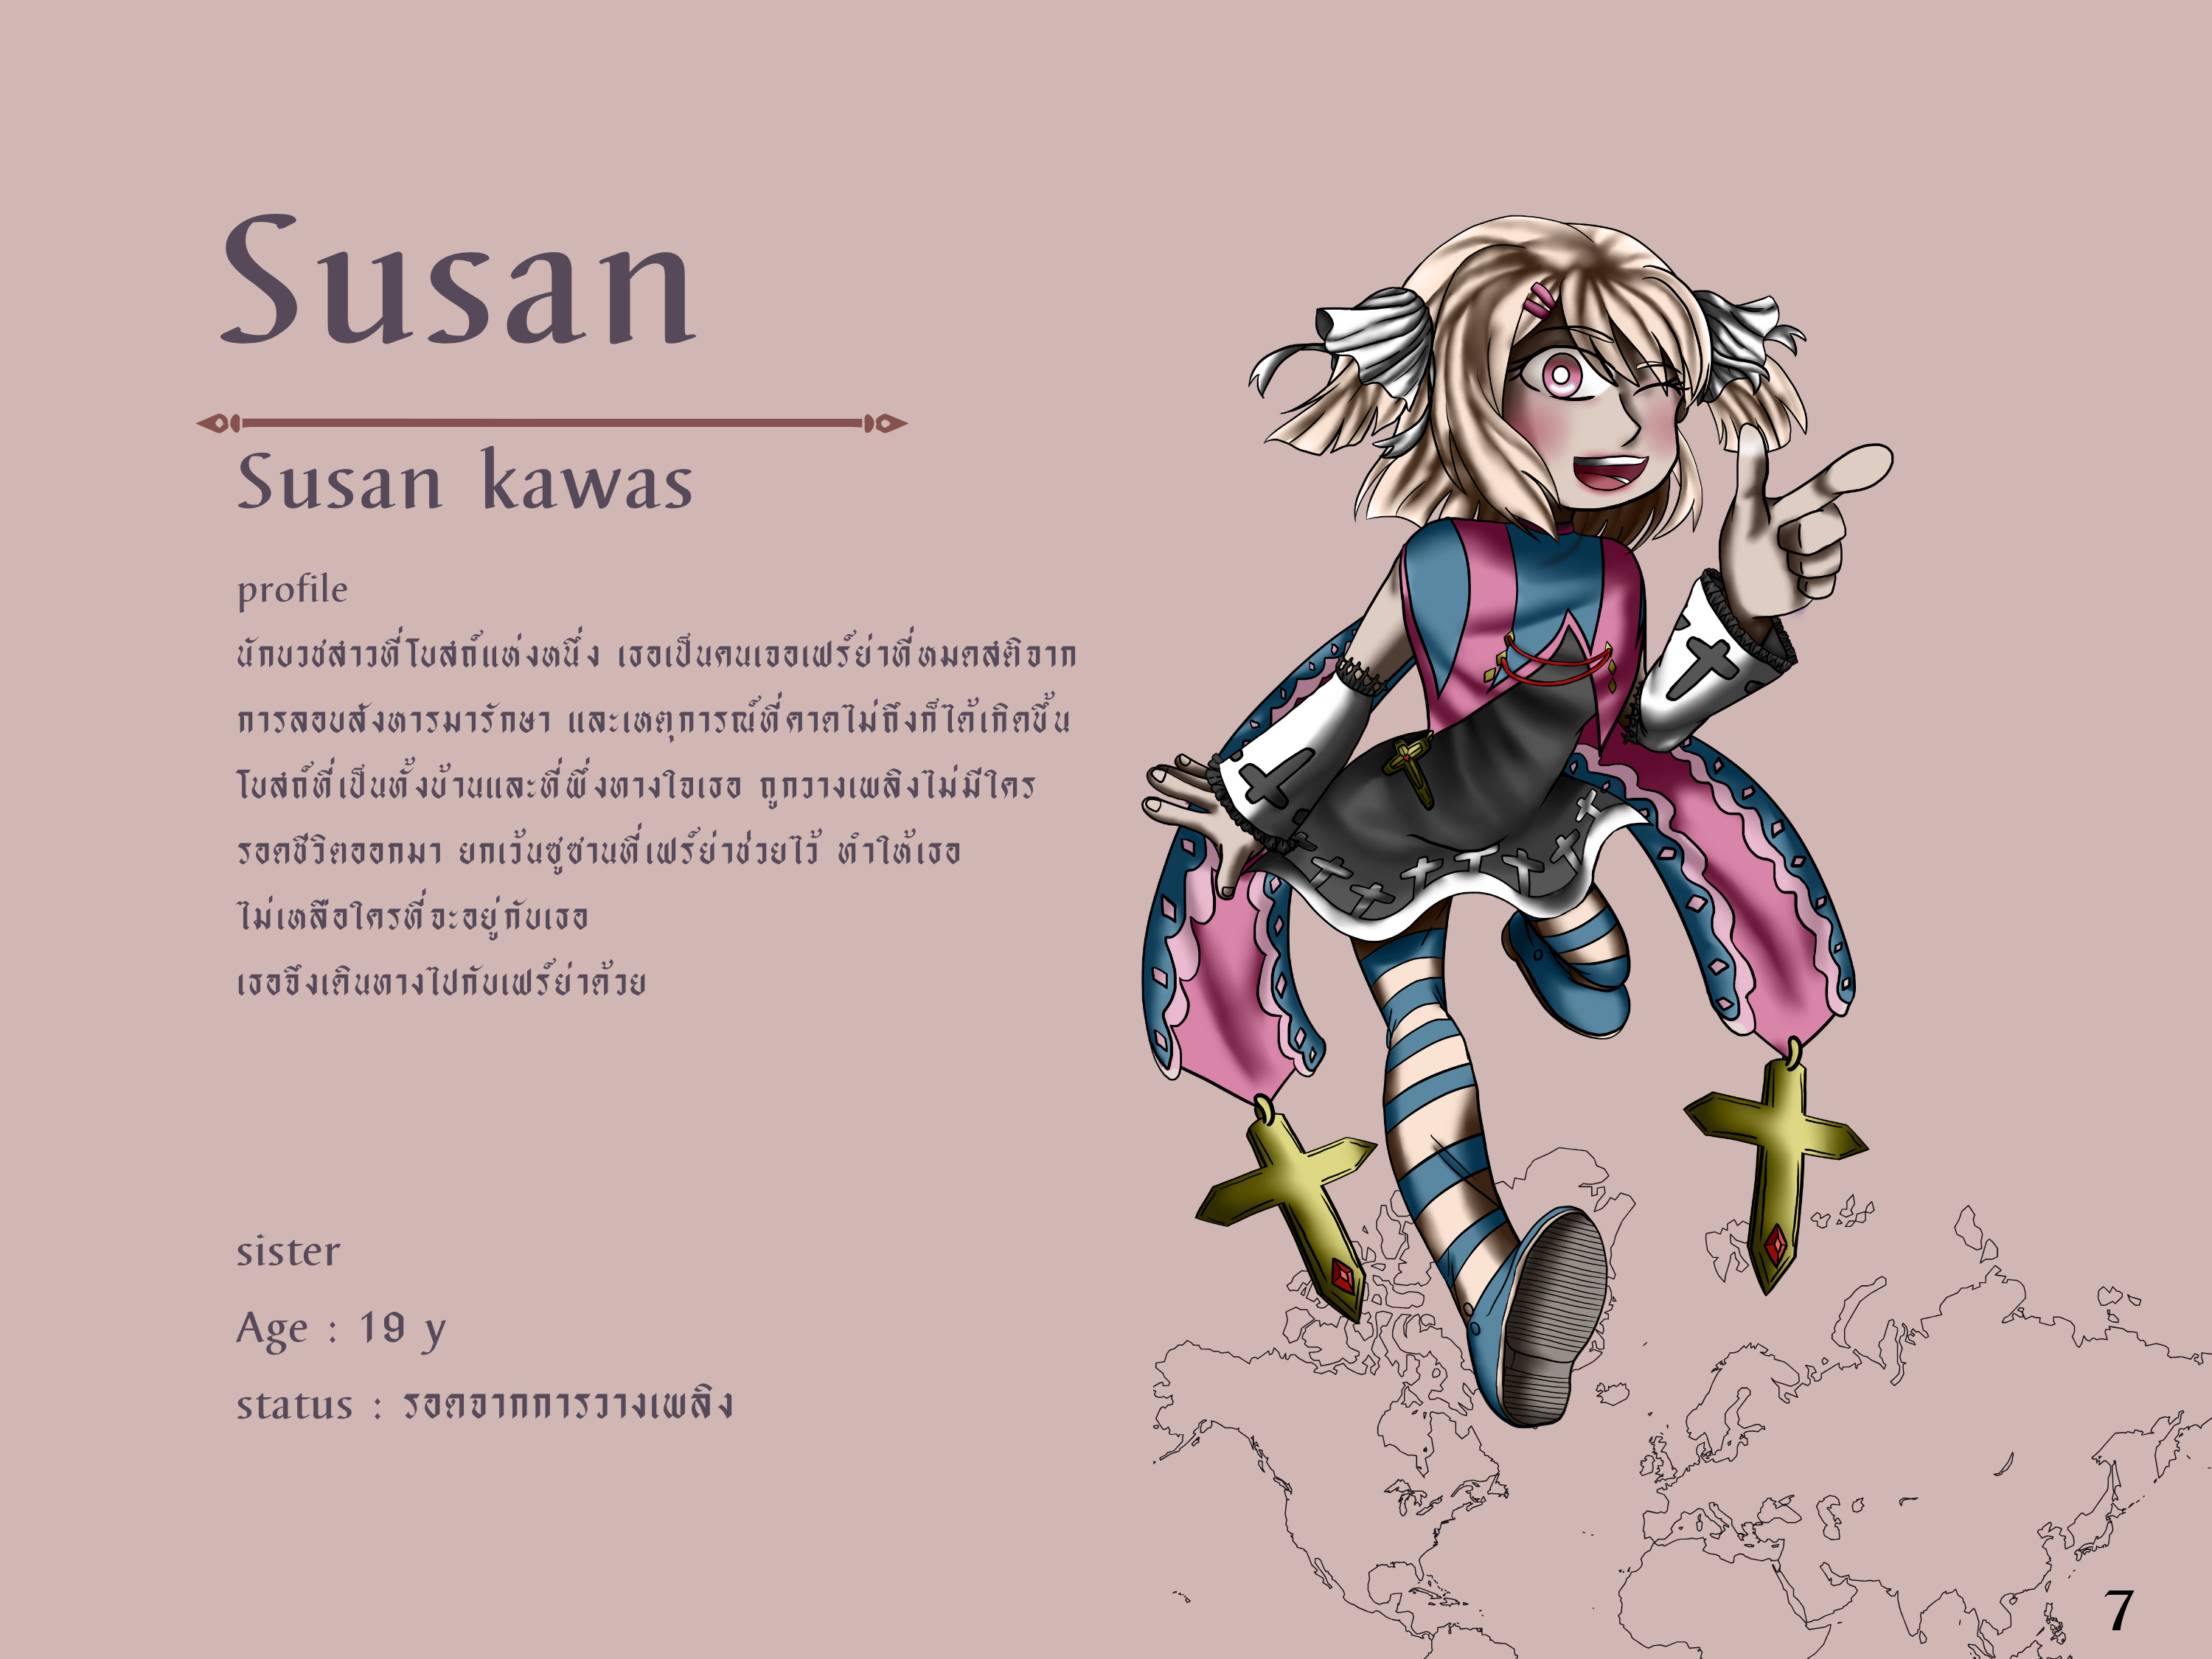 Susan
Susan kawas
profile
นักบวชสาวที่โบสถ์แห่งหนึ่ง เธอเป็นคนเจอเฟร์ย่าที่หมดสติจาก
การลอบสังหารมารักษา และเหตุการณ์ที่คาดไม่ถึงก็ได้เกิดขึ้น
โบสถ์ที่เป็นทั้งบ้านและที่พึ่งทางใจเธอ ถูกวางเพลิงไม่มีใคร
รอดชีวิตออกมา ยกเว้นซูซานที่เฟร์ย่าช่วยไว้ ทำให้เธอ
ไม่เหลือใครที่จะอยู่กับเธอ
เธอจึงเดินทางไปกับเฟร์ย่าด้วย
sister
Age : 19 y
status : รอดจากการวางเพลิง
7